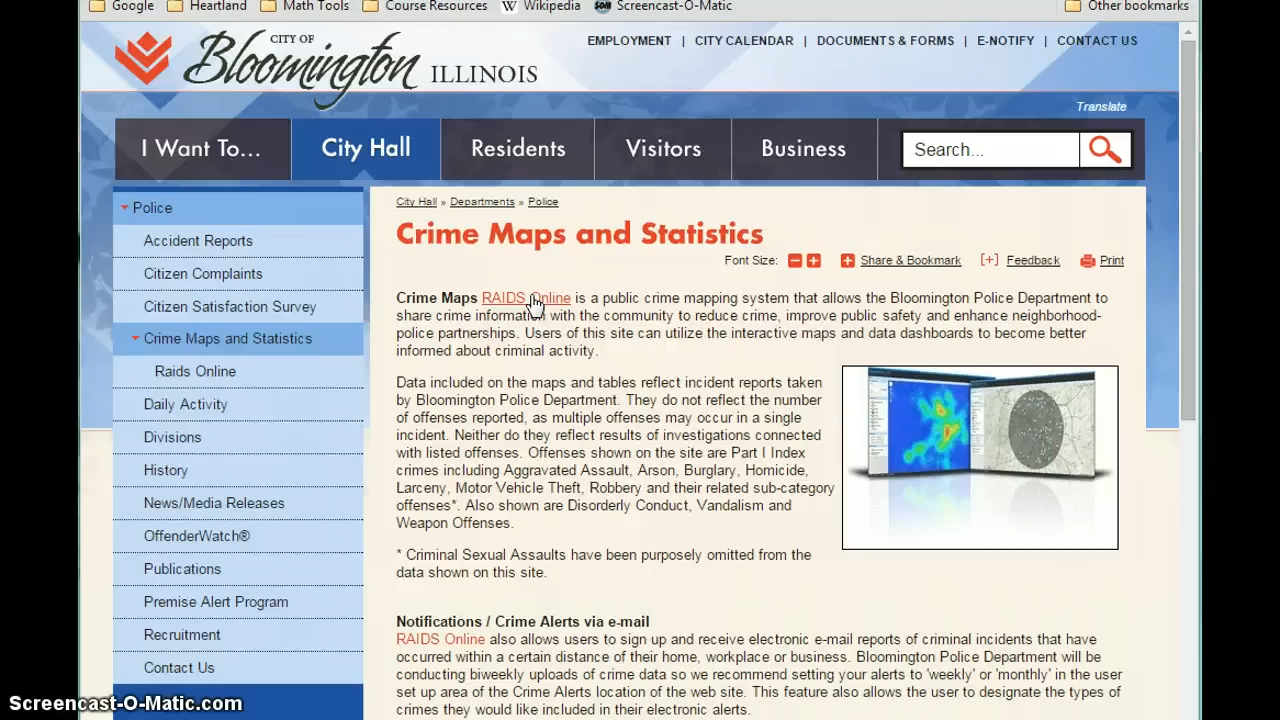 Google Heartland Math Tools Course Resources W Wikipedia SOM Screencast-O-Matic Other bookmarks
CITY OF
Bloomington ILLINOIS
EMPLOYMENT | CITY CALENDAR | DOCUMENTS & FORMS | E-NOTIFY | CONTACT US
Translate
I Want To... City Hall Residents Visitors Business Search...
Police
Accident Reports
Citizen Complaints
Citizen Satisfaction Survey
Crime Maps and Statistics
Raids Online
Daily Activity
Divisions
History
News/Media Releases
OffenderWatch®
Publications
Premise Alert Program
Recruitment
Contact Us
City Hall » Departments » Police
Crime Maps and Statistics
Font Size: Share & Bookmark [+] Feedback Print
Crime Maps RAIDS Online is a public crime mapping system that allows the Bloomington Police Department to
share crime information with the community to reduce crime, improve public safety and enhance neighborhood-
police partnerships. Users of this site can utilize the interactive maps and data dashboards to become better
informed about criminal activity.
Data included on the maps and tables reflect incident reports taken
by Bloomington Police Department. They do not reflect the number
of offenses reported, as multiple offenses may occur in a single
incident. Neither do they reflect results of investigations connected
with listed offenses. Offenses shown on the site are Part I Index
crimes including Aggravated Assault, Arson, Burglary, Homicide,
Larceny, Motor Vehicle Theft, Robbery and their related sub-category
offenses*. Also shown are Disorderly Conduct, Vandalism and
Weapon Offenses.
* Criminal Sexual Assaults have been purposely omitted from the
data shown on this site.
Notifications / Crime Alerts via e-mail
RAIDS Online also allows users to sign up and receive electronic e-mail reports of criminal incidents that have
occurred within a certain distance of their home, workplace or business. Bloomington Police Department will be
conducting biweekly uploads of crime data so we recommend setting your alerts to 'weekly' or 'monthly' in the user
set up area of the Crime Alerts location of the web site. This feature also allows the user to designate the types of
crimes they would like included in their electronic alerts.
Screencast-O-Matic.com